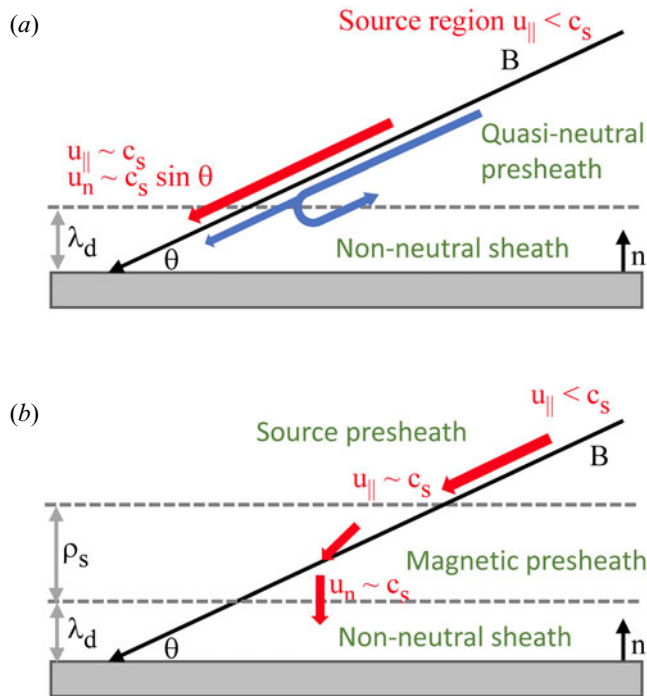 (a)
Source region u|| < cs
B
u|| ~ cs
un ~ cs sin θ
Quasi-neutral
presheath
λd
Non-neutral sheath
θ
n
(b)
u|| < cs
Source presheath
B
u|| ~ cs
ρs
Magnetic presheath
un ~ cs
λd
Non-neutral sheath
θ
n